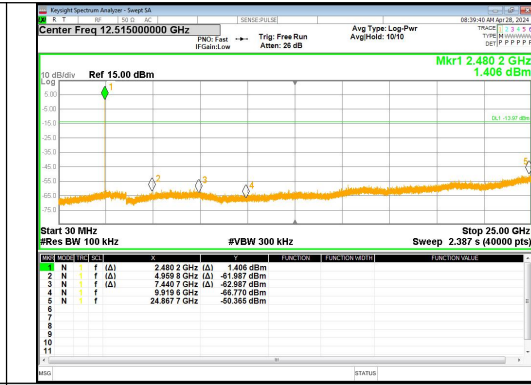 Keysight Spectrum Analyzer - Swept SA
R T RF 50 Ω AC SENSE:PULSE 08:39:40 AM Apr 28, 2024
Center Freq 12.515000000 GHz
PNO: Fast Trig: Free Run
IFGain:Low Atten: 26 dB
Avg Type: Log-Pwr
Avg|Hold: 10/10
TRACE 1 2 3 4 5 6
TYPE M WWWWW
DET P P P P P P
Mkr1 2.480 2 GHz
1.406 dBm
10 dB/div Ref 15.00 dBm
Log
5.00
-5.00
-15.0
-25.0
-35.0
-45.0
-55.0
-65.0
-75.0
1
2
3
4
5
Start 30 MHz Stop 25.00 GHz
#Res BW 100 kHz #VBW 300 kHz Sweep 2.387 s (40000 pts)
MKR MODE TRC SCL X Y FUNCTION FUNCTION WIDTH FUNCTION VALUE
1 N 1 f (Δ) 2.480 2 GHz (Δ) 1.406 dBm
2 N 1 f (Δ) 4.959 8 GHz (Δ) -61.987 dBm
3 N 1 f (Δ) 7.440 7 GHz (Δ) -62.987 dBm
4 N 1 f 9.919 6 GHz -66.770 dBm
5 N 1 f 24.867 7 GHz -50.365 dBm
6
7
8
9
10
11
MSG STATUS